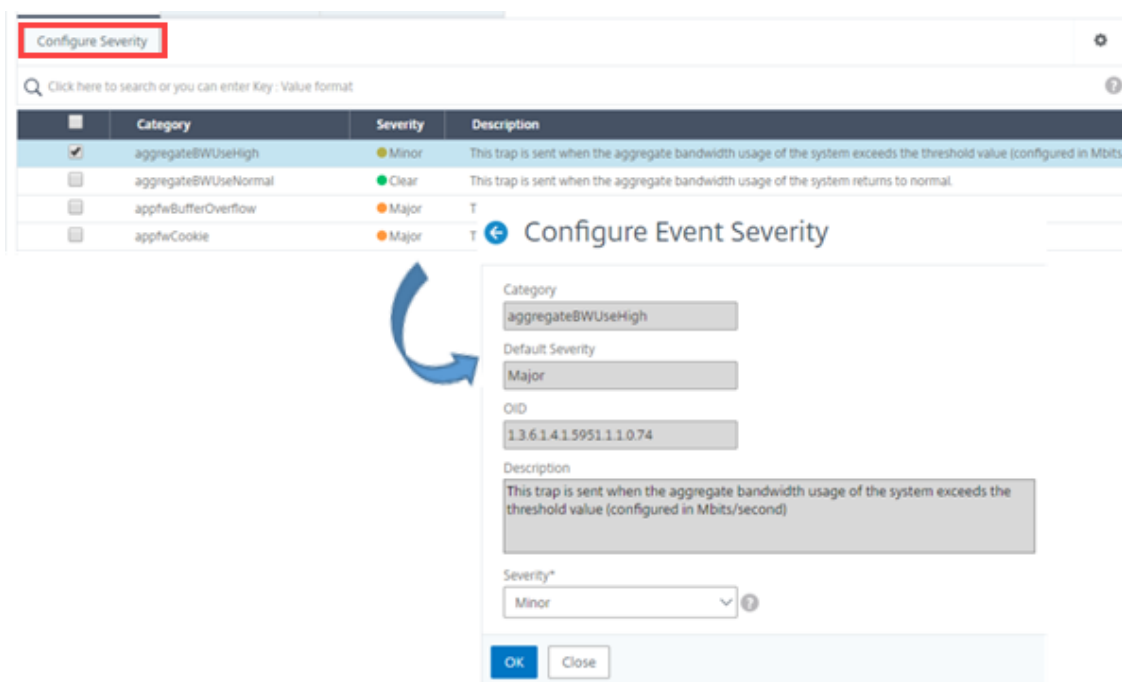 Configure Severity
Click here to search or you can enter Key : Value format
Category Severity Description
aggregateBWUseHigh Minor This trap is sent when the aggregate bandwidth usage of the system exceeds the threshold value (configured in Mbits
aggregateBWUseNormal Clear This trap is sent when the aggregate bandwidth usage of the system returns to normal.
appfwBufferOverflow Major T
appfwCookie Major T
Configure Event Severity
Category
aggregateBWUseHigh
Default Severity
Major
OID
1.3.6.1.4.1.5951.1.1.0.74
Description
This trap is sent when the aggregate bandwidth usage of the system exceeds the
threshold value (configured in Mbits/second)
Severity*
Minor
?
OK Close